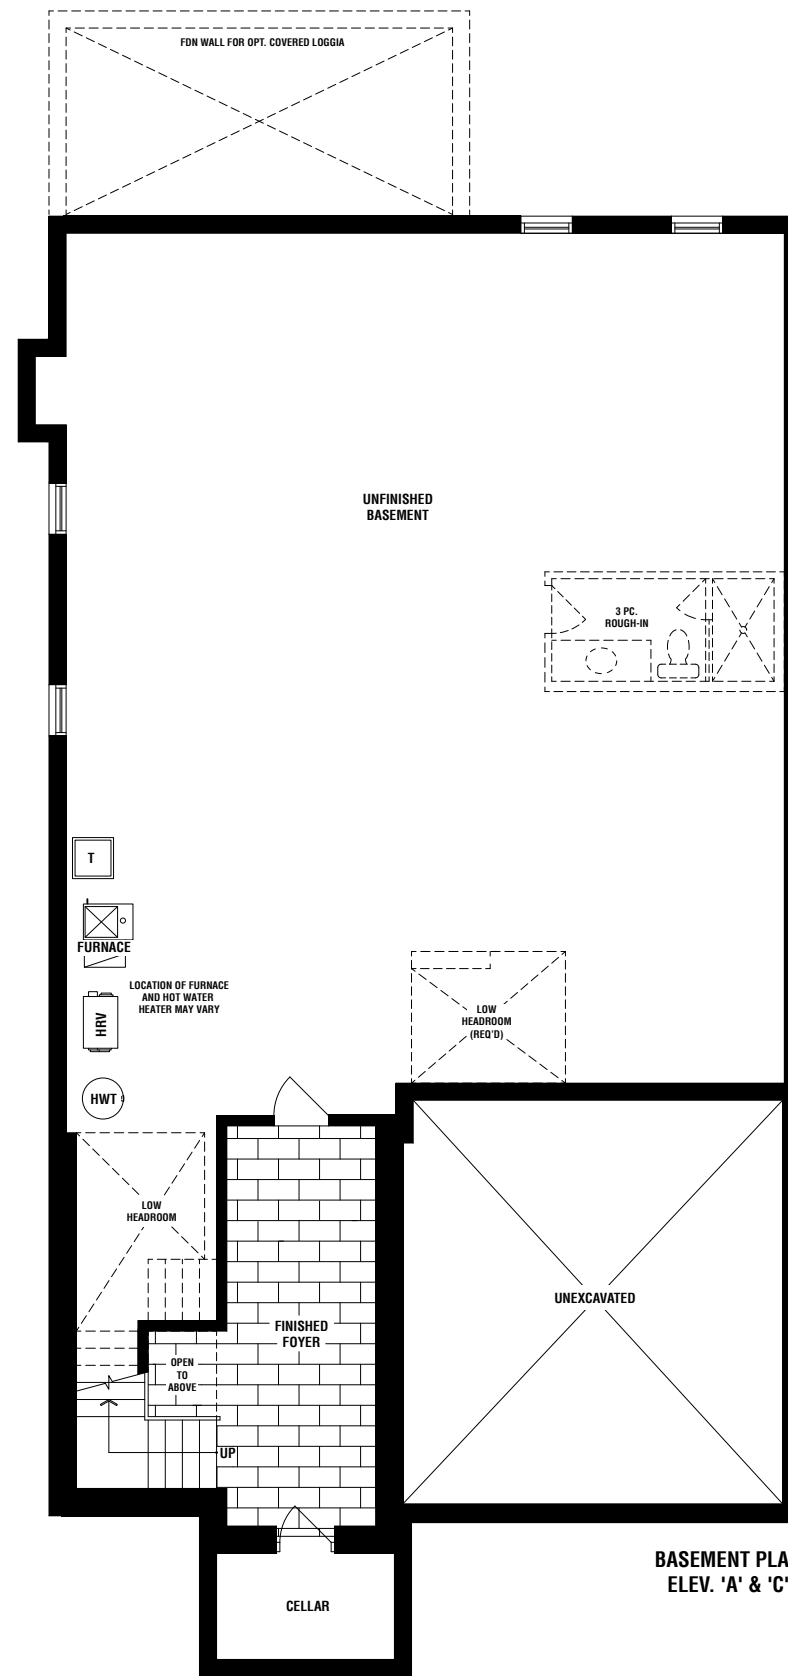 FDN WALL FOR OPT. COVERED LOGGIA
UNFINISHED
BASEMENT
3 PC.
ROUGH-IN
T
FURNACE
LOCATION OF FURNACE
AND HOT WATER
HEATER MAY VARY
HRV
LOW
HEADROOM
(REQ'D)
HWT
LOW
HEADROOM
UNEXCAVATED
FINISHED
FOYER
OPEN
TO
ABOVE
UP
BASEMENT PLA
ELEV. 'A' & 'C'
CELLAR